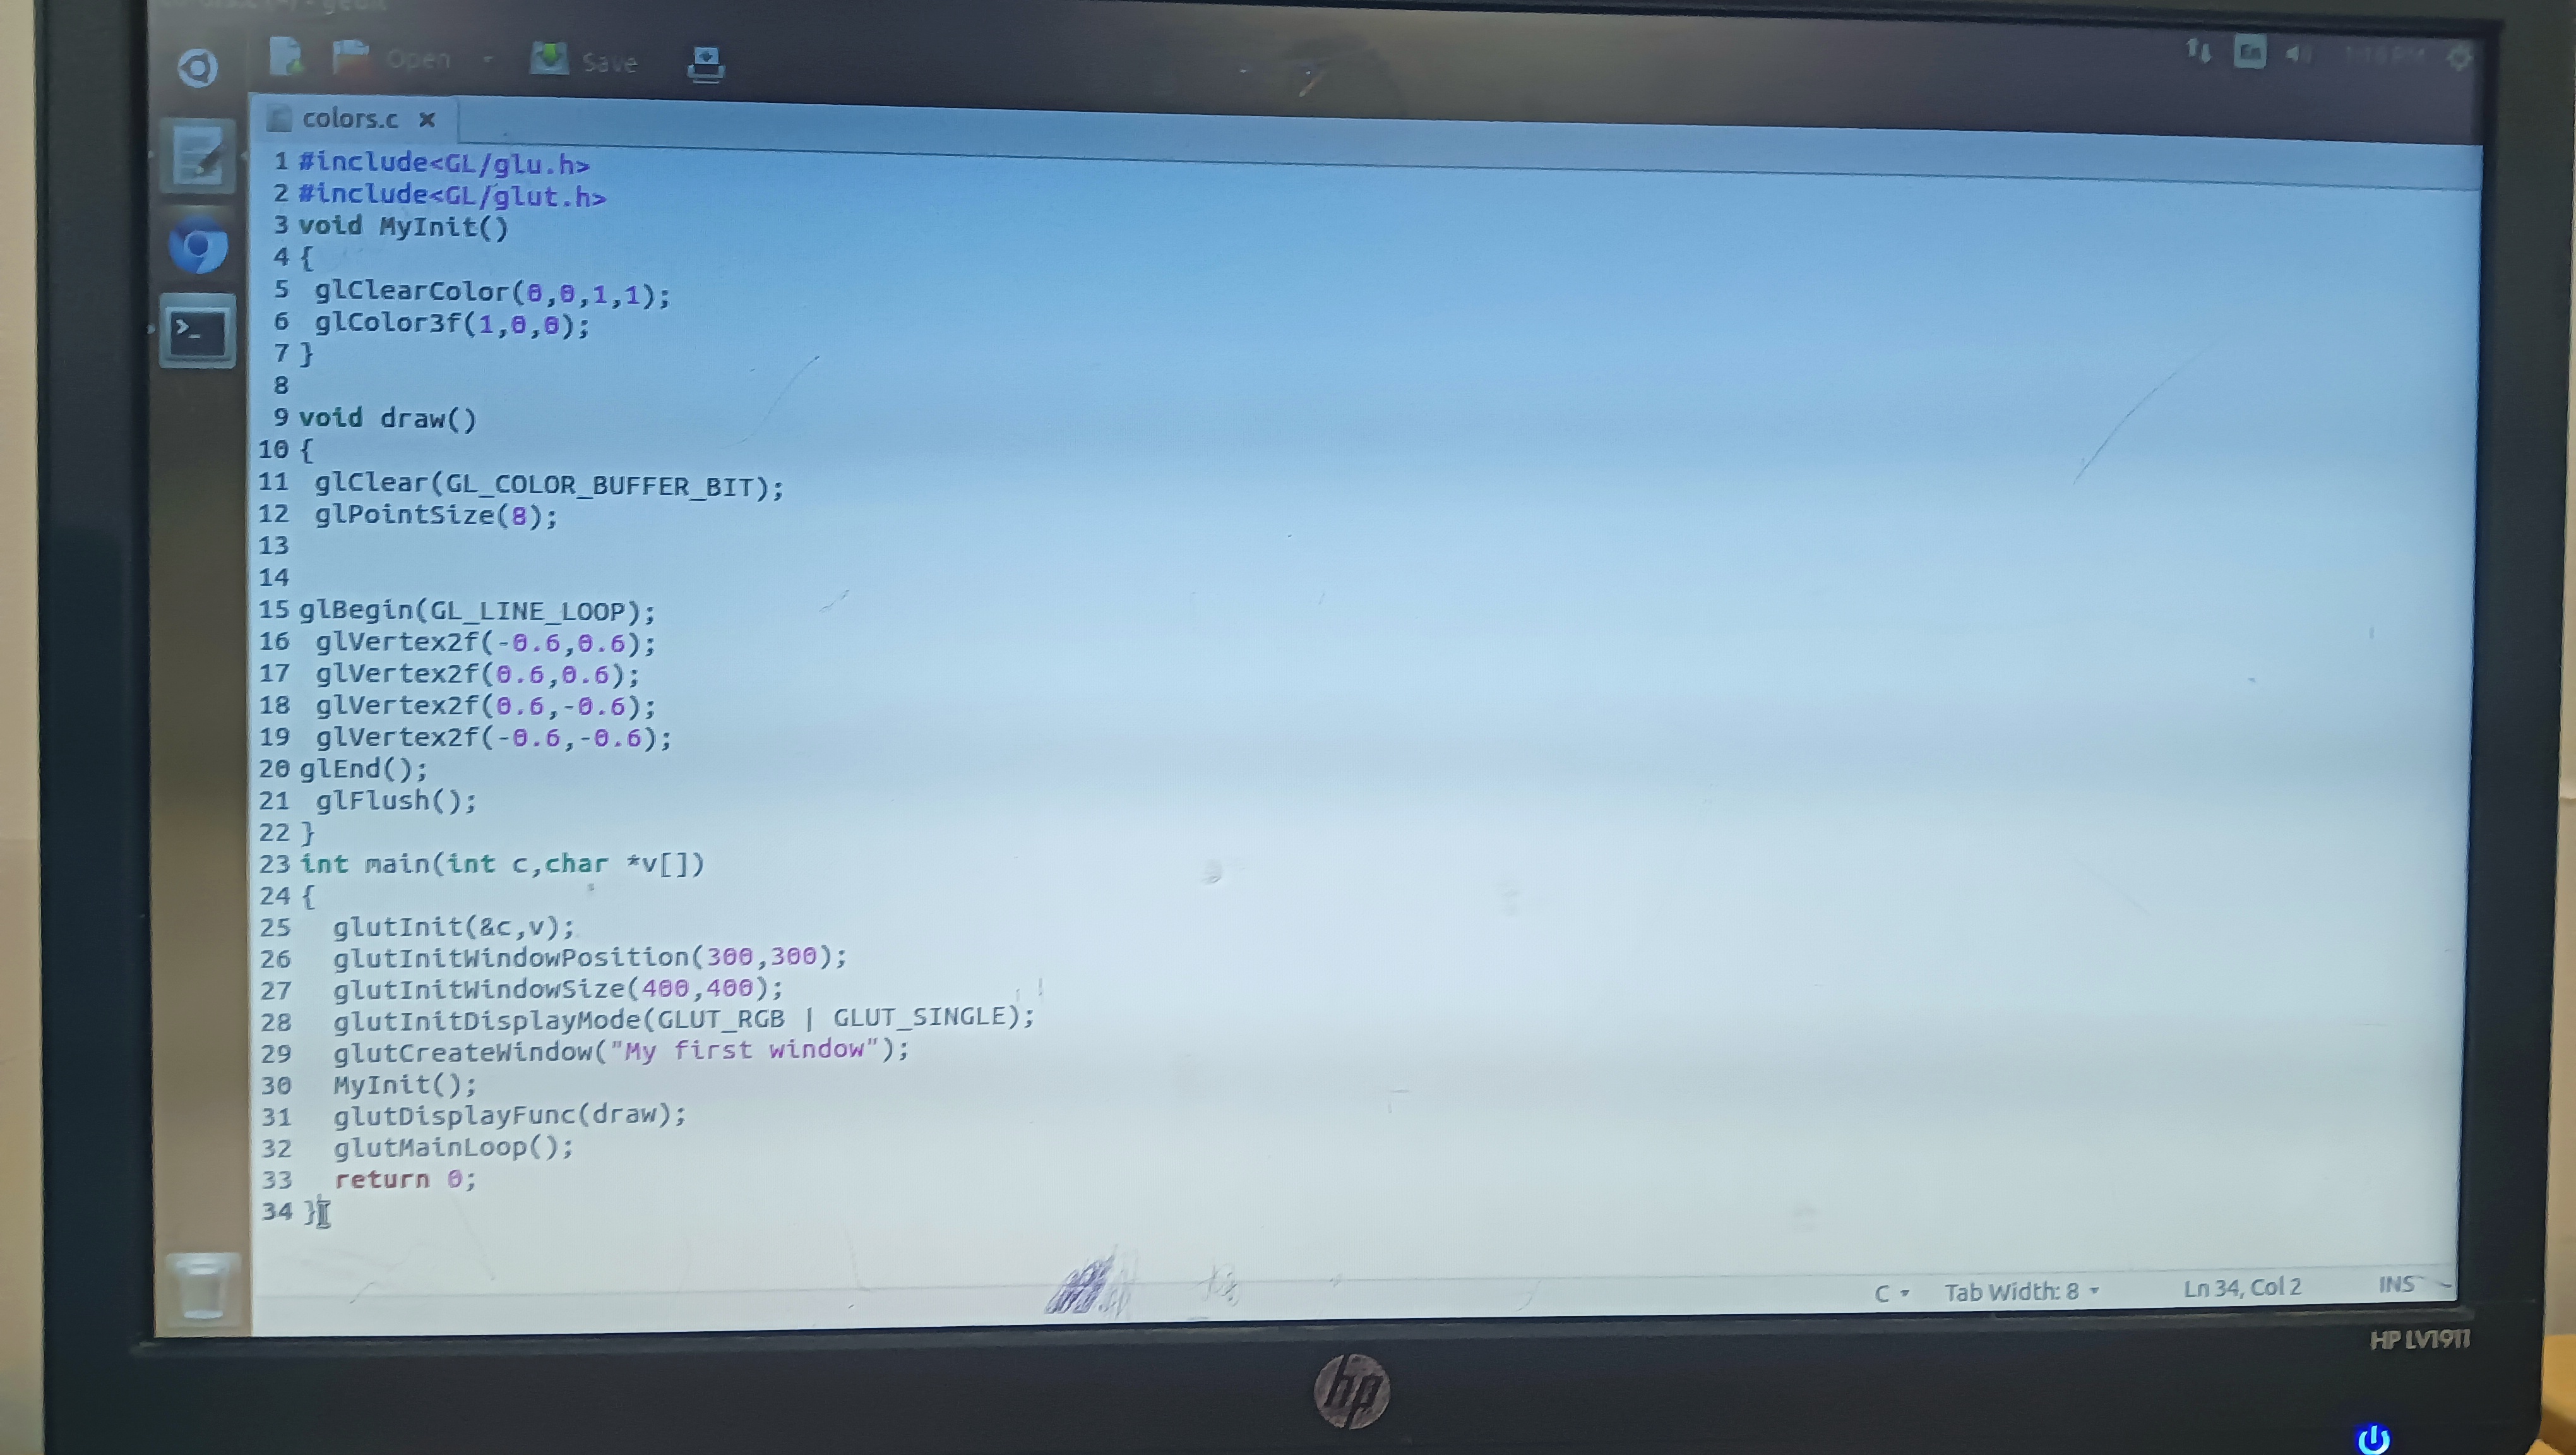 Open
Save
colors.c
1 #include<GL/glu.h>
2 #include<GL/glut.h>
3 void MyInit()
4 {
5  glClearColor(0,0,1,1);
6  glColor3f(1,0,0);
7 }
8
9 void draw()
10 {
11  glClear(GL_COLOR_BUFFER_BIT);
12  glPointSize(8);
13
14
15 glBegin(GL_LINE_LOOP);
16  glVertex2f(-0.6,0.6);
17  glVertex2f(0.6,0.6);
18  glVertex2f(0.6,-0.6);
19  glVertex2f(-0.6,-0.6);
20 glEnd();
21  glFlush();
22 }
23 int main(int c,char *v[])
24 {
25   glutInit(&c,v);
26   glutInitWindowPosition(300,300);
27   glutInitWindowSize(400,400);
28   glutInitDisplayMode(GLUT_RGB | GLUT_SINGLE);
29   glutCreateWindow("My first window");
30   MyInit();
31   glutDisplayFunc(draw);
32   glutMainLoop();
33   return 0;
34 }
C Tab Width: 8 Ln 34, Col 2 INS
HP LV1911
hp